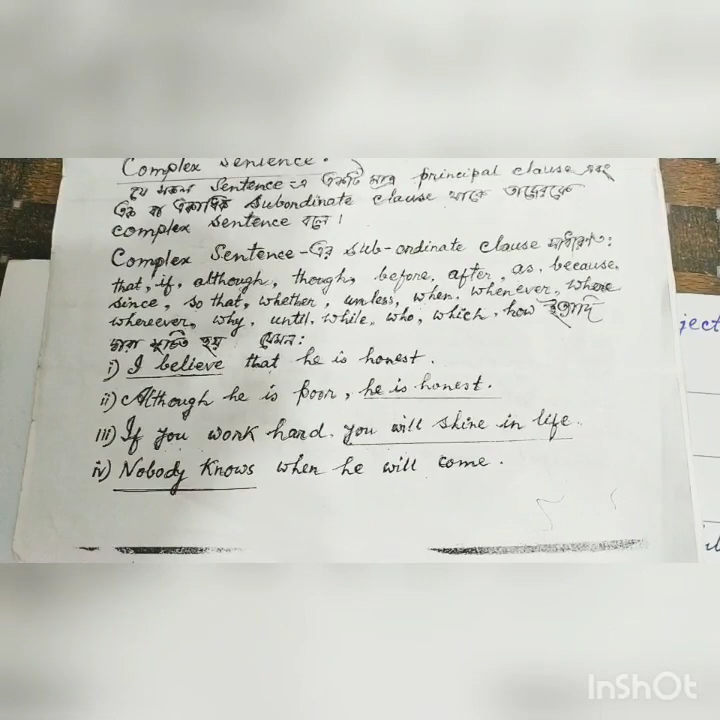 Complex Sentence.
যে সকল Sentence-এ একটি মাত্র principal clause এবং
এক বা একাধিক Subordinate clause থাকে তাদেরকে
complex sentence বলে।
Complex Sentence-এর Sub-ordinate clause সাধারণত:
that, if, although, though, before, after, as, because,
since, so that, whether, unless, when, whenever, where
whereever, why, until, while, who, which, how ইত্যাদি
দ্বারা সূচিত হয় যেমন:
i) I believe that he is honest.
ii) Although he is poor, he is honest.
iii) If you work hard. you will shine in life.
iv) Nobody knows when he will come.
ject
InShOt